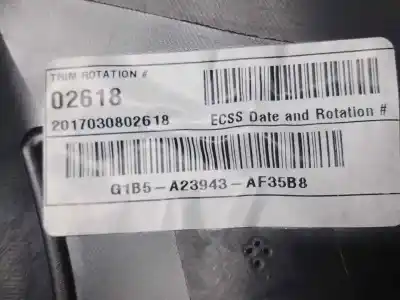 TRIM ROTATION #
02618
2017030802618
ECSS Date and Rotation #
G1B5-A23943-AF35B8